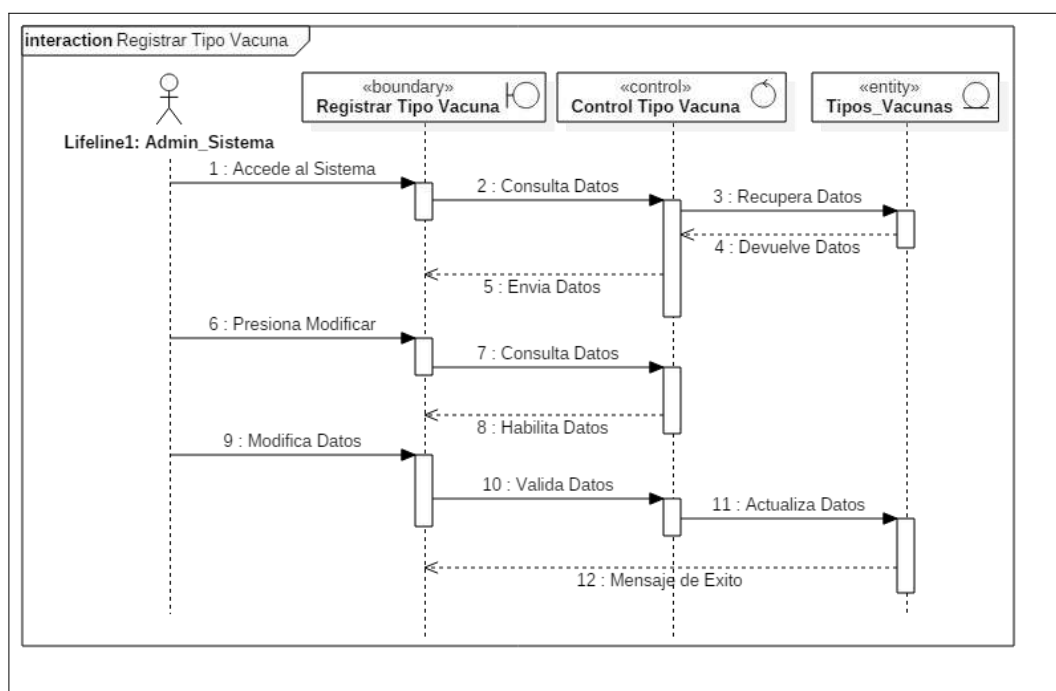 interaction Registrar Tipo Vacuna
«boundary»
Registrar Tipo Vacuna
«control»
Control Tipo Vacuna
«entity»
Tipos_Vacunas
Lifeline1: Admin_Sistema
1 : Accede al Sistema
2 : Consulta Datos
3 : Recupera Datos
4 : Devuelve Datos
5 : Envia Datos
6 : Presiona Modificar
7 : Consulta Datos
8 : Habilita Datos
9 : Modifica Datos
10 : Valida Datos
11 : Actualiza Datos
12 : Mensaje de Exito